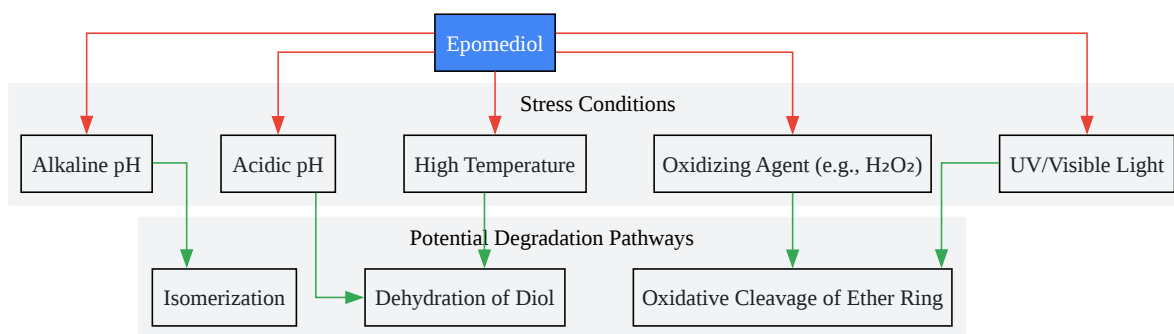 Epomediol
Stress Conditions
Alkaline pH
Acidic pH
High Temperature
Oxidizing Agent (e.g., H₂O₂)
UV/Visible Light
Potential Degradation Pathways
Isomerization
Dehydration of Diol
Oxidative Cleavage of Ether Ring